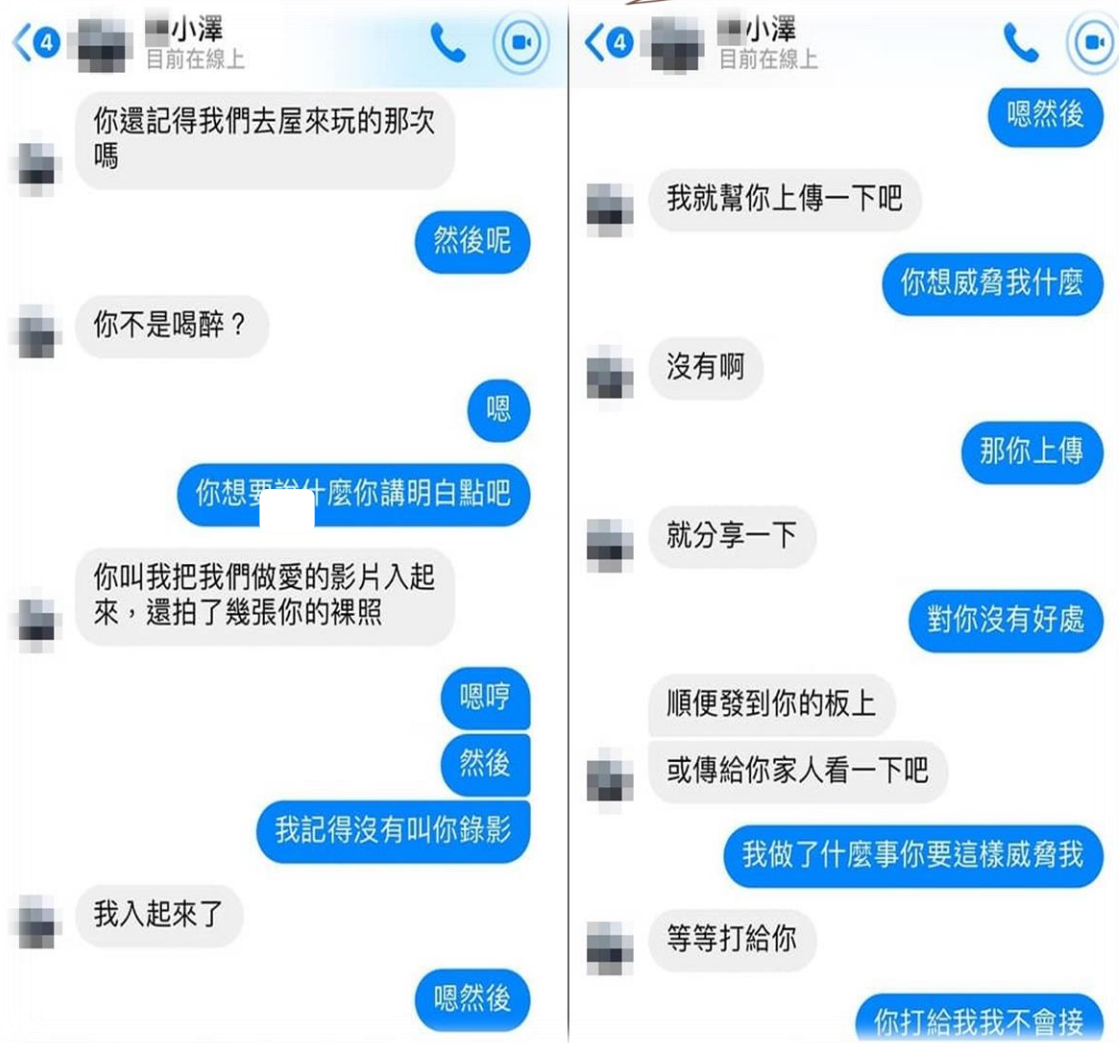 4
小澤
目前在線上
你還記得我們去屋來玩的那次
嗎
然後呢
你不是喝醉？
嗯
你想要說什麼你講明白點吧
你叫我把我們做愛的影片入起
來，還拍了幾張你的裸照
嗯哼
然後
我記得沒有叫你錄影
我入起來了
嗯然後
4
小澤
目前在線上
嗯然後
我就幫你上傳一下吧
你想威脅我什麼
沒有啊
那你上傳
就分享一下
對你沒有好處
順便發到你的板上
或傳給你家人看一下吧
我做了什麼事你要這樣威脅我
等等打給你
你打給我我不會接